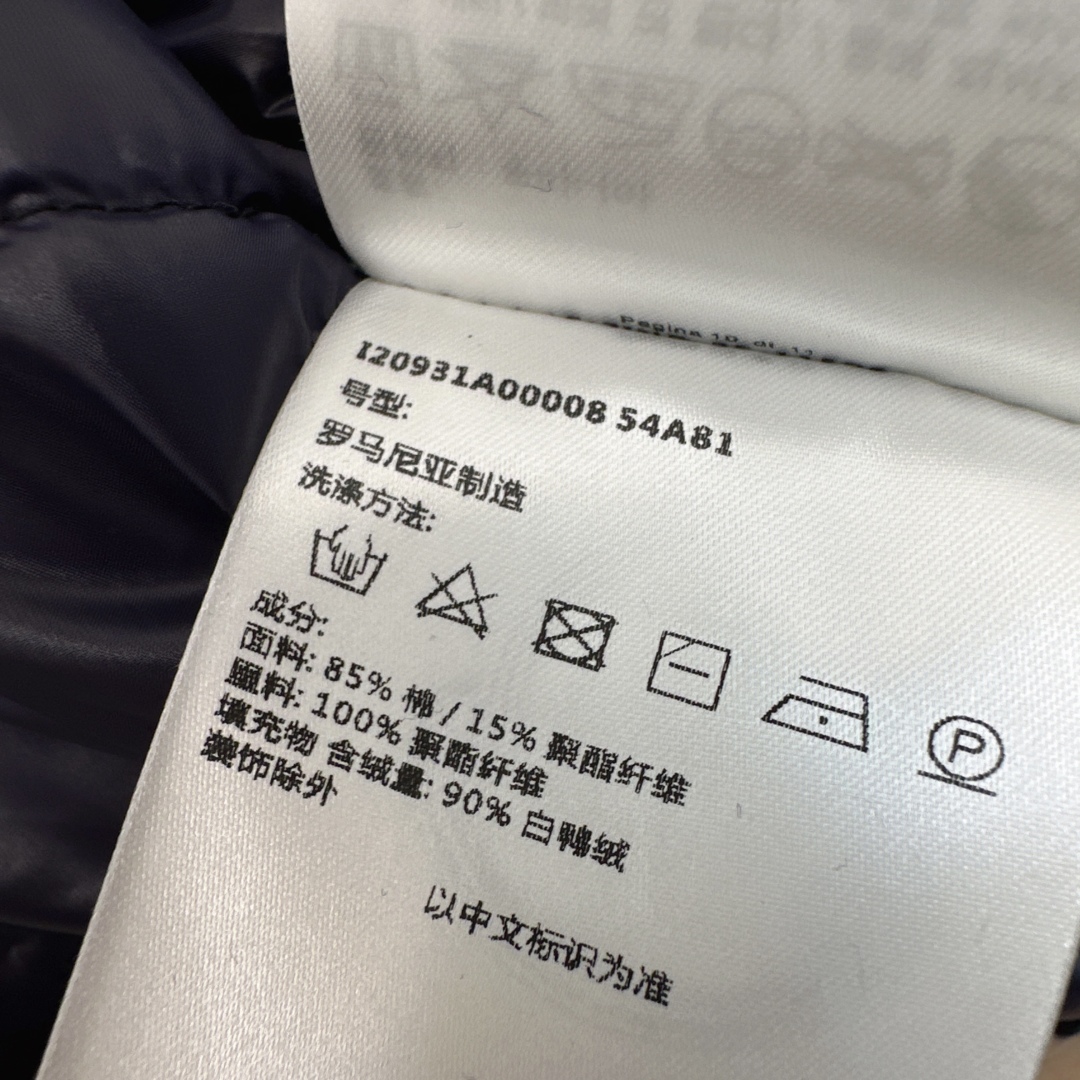 I20931A00008 54A81
号型:
罗马尼亚制造
洗涤方法:
P
成分:
面料: 85% 棉 / 15% 聚酯纤维
里料: 100% 聚酯纤维
填充物 含绒量: 90% 白鸭绒
装饰除外
以中文标识为准